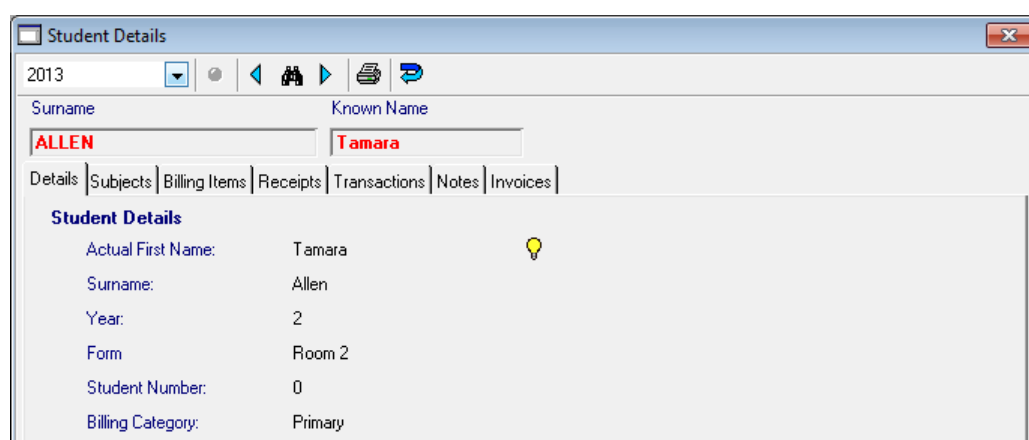 Student Details
2013
Surname Known Name
ALLEN Tamara
Details Subjects Billing Items Receipts Transactions Notes Invoices
Student Details
Actual First Name: Tamara
Surname: Allen
Year: 2
Form Room 2
Student Number: 0
Billing Category: Primary